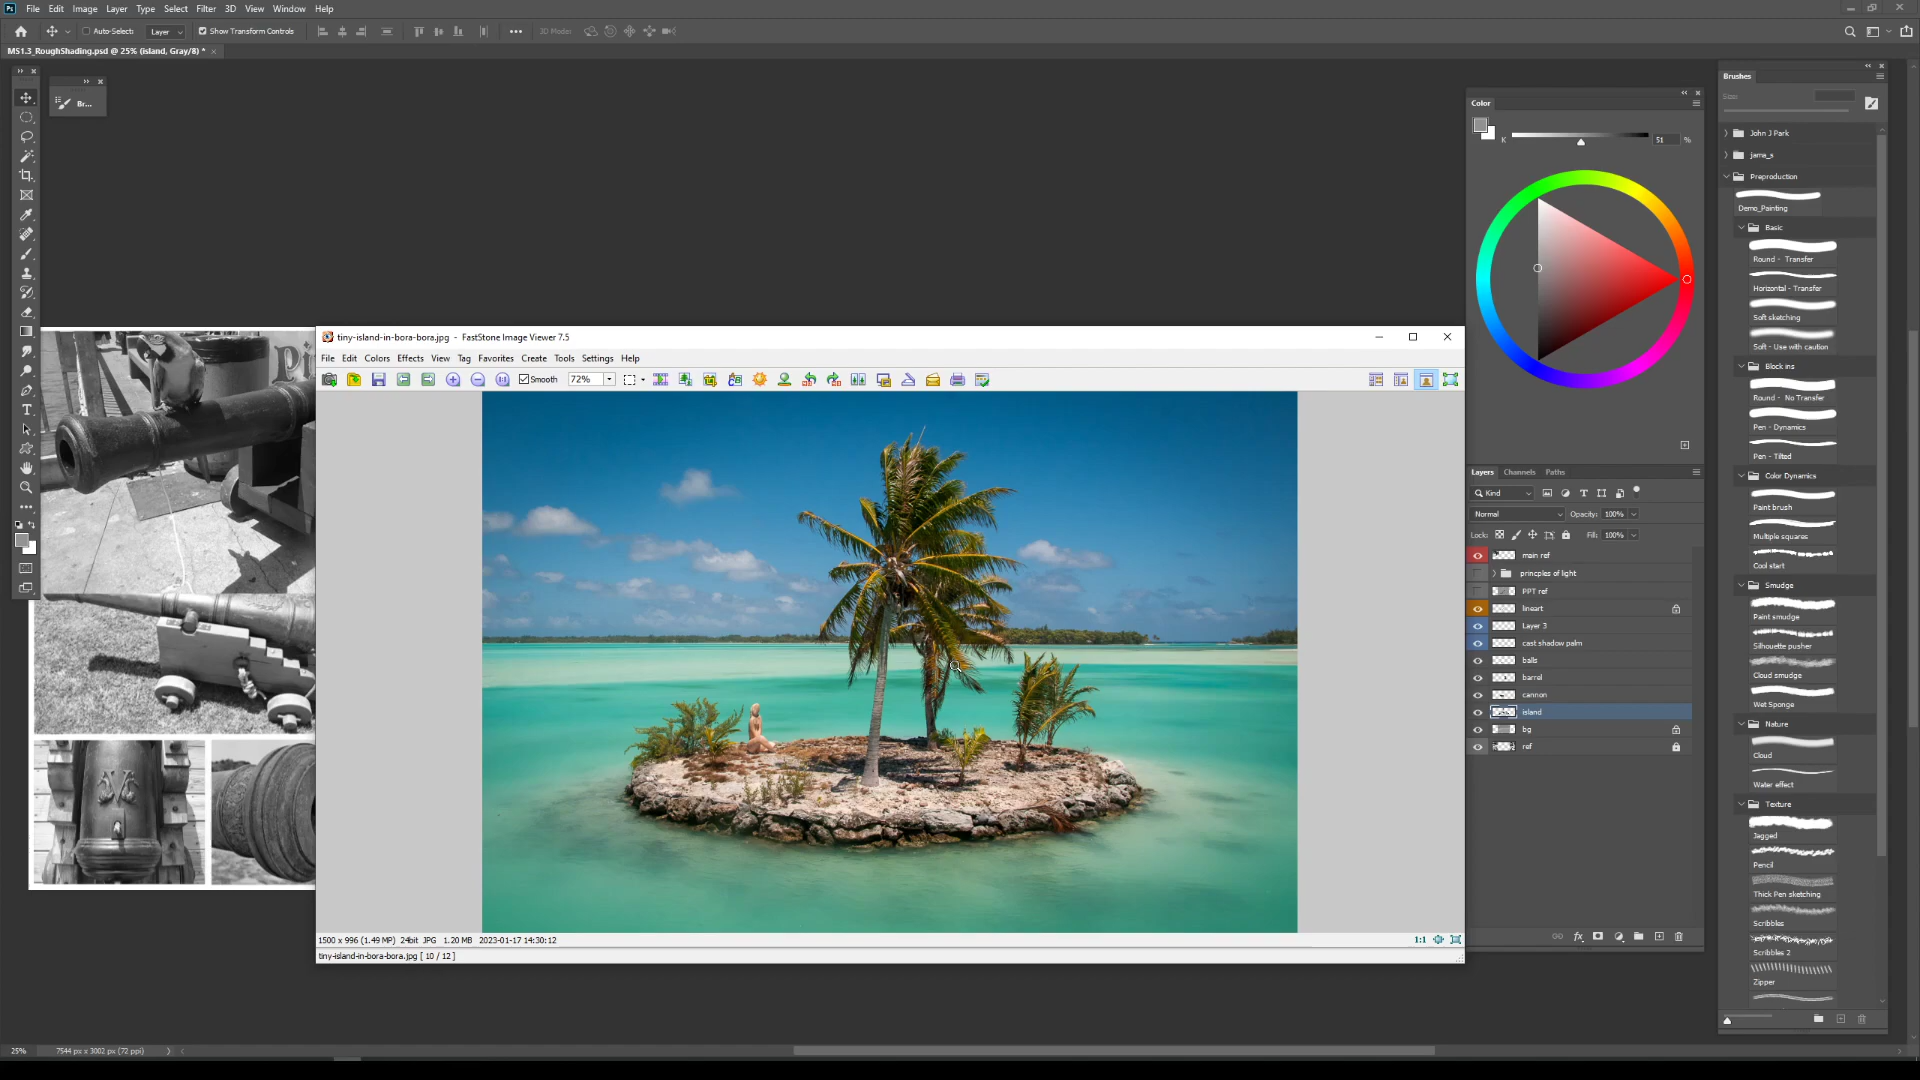 Ps File Edit Image Layer Type Select Filter 3D View Window Help
Auto-Select: Layer Show Transform Controls 3D Mode:
MS1.3_RoughShading.psd @ 25% (island, Gray/8) *
Br...
tiny-island-in-bora-bora.jpg - FastStone Image Viewer 7.5
File Edit Colors Effects View Tag Favorites Create Tools Settings Help
Smooth 72%
1500 x 996 (1.49 MP) 24bit JPG 1.20 MB 2023-01-17 14:30:12
1:1
tiny-island-in-bora-bora.jpg [ 10 / 12 ]
25% 7544 px x 3002 px (72 ppi)
Color
K 51 %
Layers Channels Paths
Kind
Normal Opacity: 100%
Lock: Fill: 100%
main ref
princples of light
PPT ref
lineart
Layer 3
cast shadow palm
balls
barrel
cannon
island
bg
ref
Brushes
Size:
John J Park
jama_s
Preproduction
Demo_Painting
Basic
Round - Transfer
Horizontal - Transfer
Soft sketching
Soft - Use with caution
Block ins
Round - No Transfer
Pen - Dynamics
Pen - Tilted
Color Dynamics
Paint brush
Multiple squares
Cool start
Smudge
Paint smudge
Silhouette pusher
Cloud smudge
Wet Sponge
Nature
Cloud
Water effect
Texture
Jagged
Pencil
Thick Pen sketching
Scribbles
Scribbles 2
Zipper